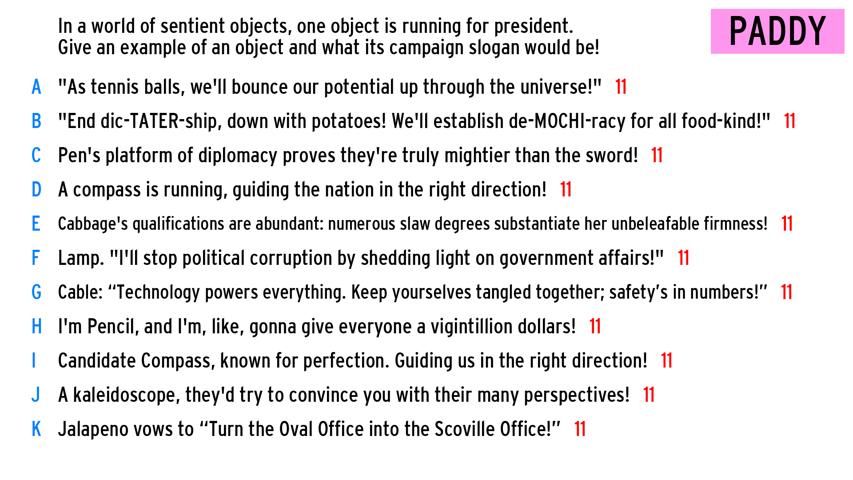 In a world of sentient objects, one object is running for president.
Give an example of an object and what its campaign slogan would be!
PADDY
A "As tennis balls, we'll bounce our potential up through the universe!" 11
B "End dic-TATER-ship, down with potatoes! We'll establish de-MOCHI-racy for all food-kind!" 11
C Pen's platform of diplomacy proves they're truly mightier than the sword! 11
D A compass is running, guiding the nation in the right direction! 11
E Cabbage's qualifications are abundant: numerous slaw degrees substantiate her unbeleafable firmness! 11
F Lamp. "I'll stop political corruption by shedding light on government affairs!" 11
G Cable: “Technology powers everything. Keep yourselves tangled together; safety’s in numbers!” 11
H I'm Pencil, and I'm, like, gonna give everyone a vigintillion dollars! 11
I Candidate Compass, known for perfection. Guiding us in the right direction! 11
J A kaleidoscope, they'd try to convince you with their many perspectives! 11
K Jalapeno vows to “Turn the Oval Office into the Scoville Office!” 11